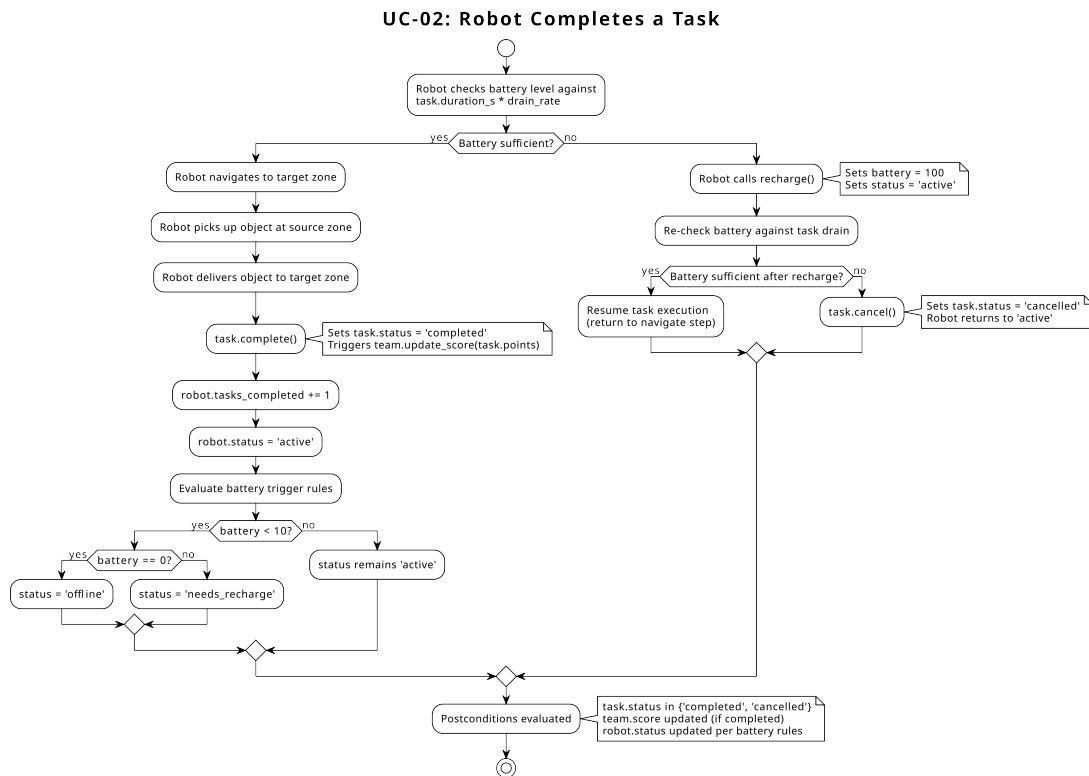 UC-02: Robot Completes a Task
Robot checks battery level against
task.duration_s * drain_rate
yes
Battery sufficient?
no
Robot navigates to target zone
Robot picks up object at source zone
Robot delivers object to target zone
task.complete()
Sets task.status = 'completed'
Triggers team.update_score(task.points)
robot.tasks_completed += 1
robot.status = 'active'
Evaluate battery trigger rules
yes
battery < 10?
no
yes
battery == 0?
no
status = 'offline'
status = 'needs_recharge'
status remains 'active'
Robot calls recharge()
Sets battery = 100
Sets status = 'active'
Re-check battery against task drain
yes
Battery sufficient after recharge?
no
Resume task execution
(return to navigate step)
task.cancel()
Sets task.status = 'cancelled'
Robot returns to 'active'
Postconditions evaluated
task.status in {'completed', 'cancelled'}
team.score updated (if completed)
robot.status updated per battery rules